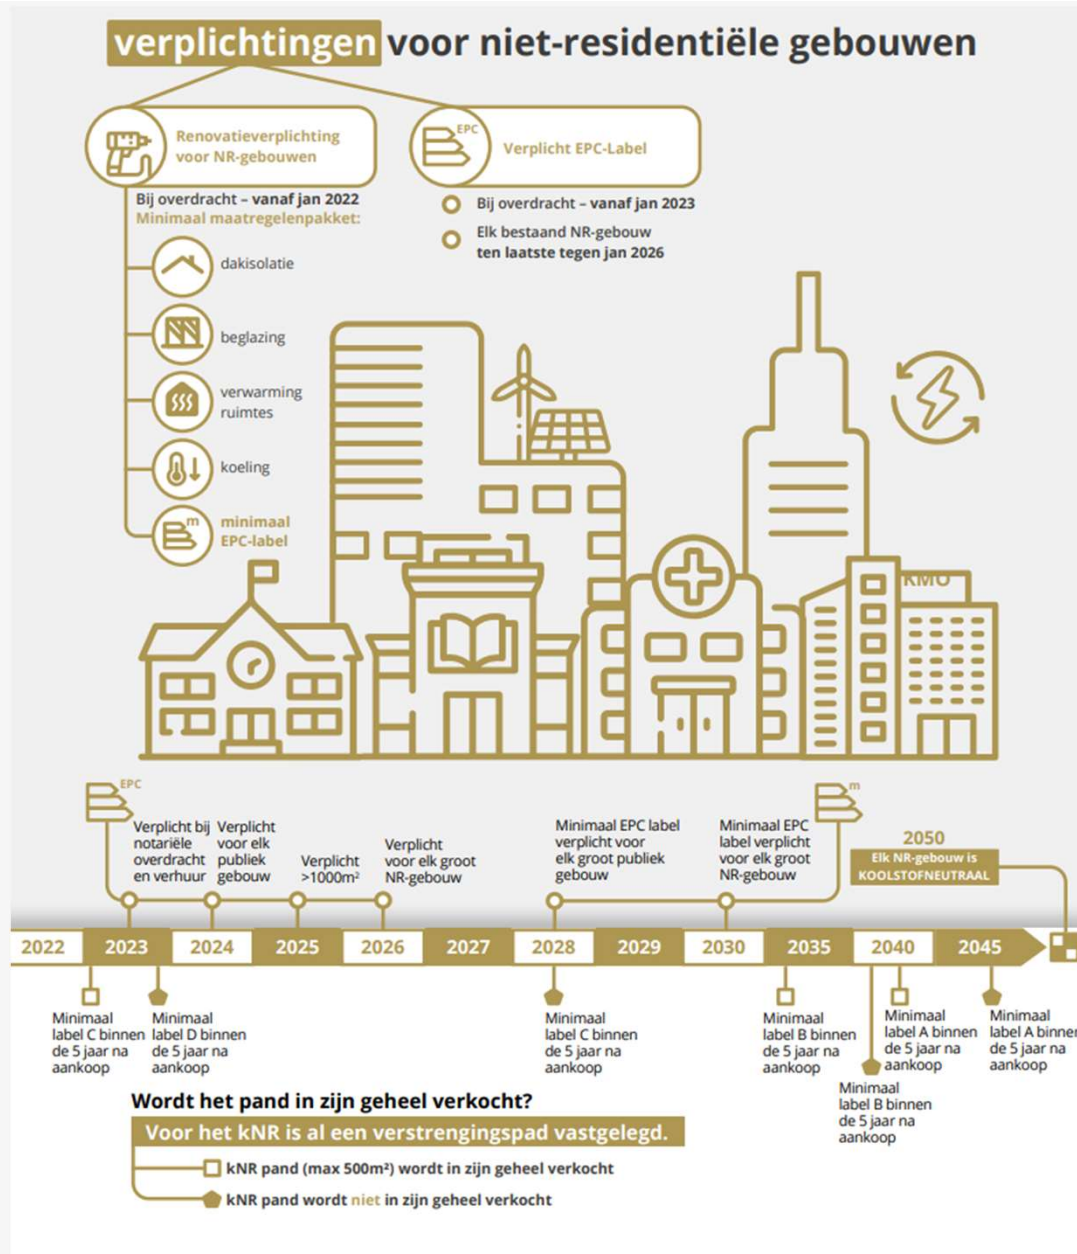 verplichtingen voor niet-residentiële gebouwen
Renovatieverplichting
voor NR-gebouwen
EPC
Verplicht EPC-Label
Bij overdracht – vanaf jan 2022
Minimaal maatregelenpakket:
Bij overdracht – vanaf jan 2023
Elk bestaand NR-gebouw
ten laatste tegen jan 2026
dakisolatie
beglazing
verwarming
ruimtes
koeling
m
minimaal
EPC-label
KMO
EPC
Verplicht bij
notariële
overdracht
en verhuur
Verplicht
voor elk
publiek
gebouw
Verplicht
>1000m²
Verplicht
voor elk groot
NR-gebouw
Minimaal EPC label
verplicht voor
elk groot publiek
gebouw
Minimaal EPC
label verplicht
voor elk groot
NR-gebouw
m
2050
Elk NR-gebouw is
KOOLSTOFNEUTRAAL
2022 2023 2024 2025 2026 2027 2028 2029 2030 2035 2040 2045
Minimaal
label C binnen
de 5 jaar na
aankoop
Minimaal
label D binnen
de 5 jaar na
aankoop
Minimaal
label C binnen
de 5 jaar na
aankoop
Minimaal
label B binnen
de 5 jaar na
aankoop
Minimaal
label B binnen
de 5 jaar na
aankoop
Minimaal
label A binnen
de 5 jaar na
aankoop
Minimaal
label A binnen
de 5 jaar na
aankoop
Wordt het pand in zijn geheel verkocht?
Voor het kNR is al een verstrengingspad vastgelegd.
kNR pand (max 500m²) wordt in zijn geheel verkocht
kNR pand wordt niet in zijn geheel verkocht